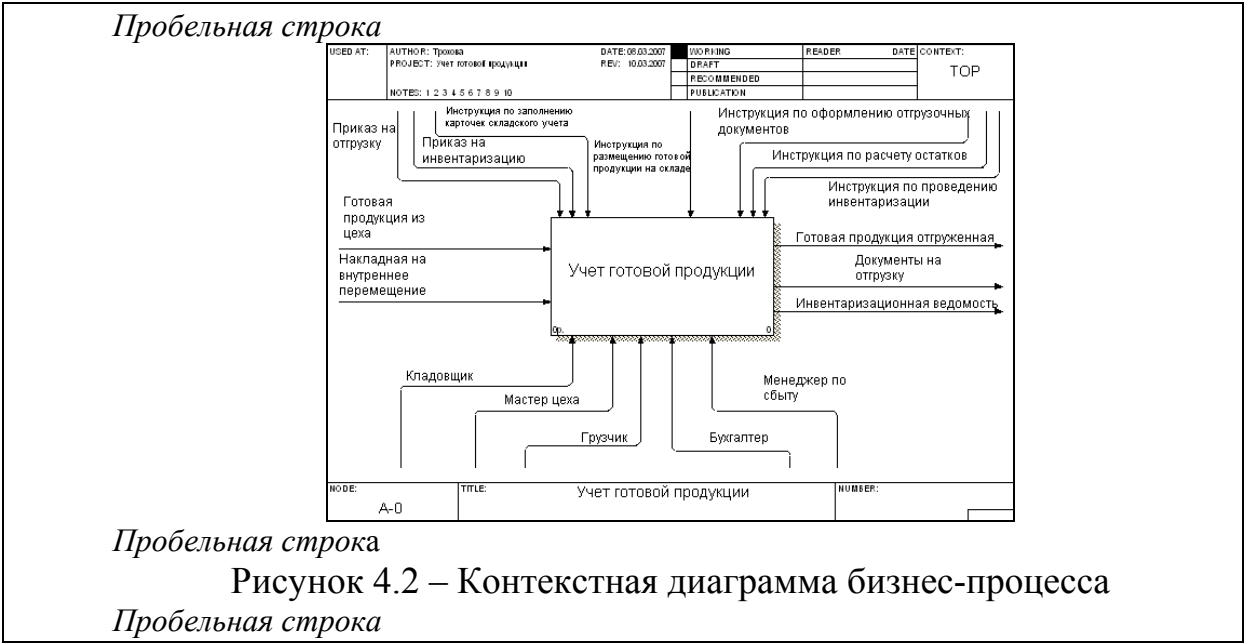 Пробельная строка
USED AT:
AUTHOR: Трохова
DATE: 08.03.2007
WORKING
READER
DATE
CONTEXT:
PROJECT: Учет готовой продукции
REV: 10.03.2007
DRAFT
TOP
RECOMMENDED
NOTES: 1 2 3 4 5 6 7 8 9 10
PUBLICATION
Инструкция по заполнению
карточек складского учета
Инструкция по оформлению отгрузочных
документов
Приказ на
отгрузку
Приказ на
инвентаризацию
Инструкция по
размещению готовой
продукции на складе
Инструкция по расчету остатков
Инструкция по проведению
инвентаризации
Готовая
продукция из
цеха
Готовая продукция отгруженная
Накладная на
внутреннее
перемещение
Учет готовой продукции
Документы на
отгрузку
Инвентаризационная ведомость
0р.
0
Кладовщик
Менеджер по
сбыту
Мастер цеха
Грузчик
Бухгалтер
NODE:
TITLE:
Учет готовой продукции
NUMBER:
A-0
Пробельная строка
Рисунок 4.2 – Контекстная диаграмма бизнес-процесса
Пробельная строка